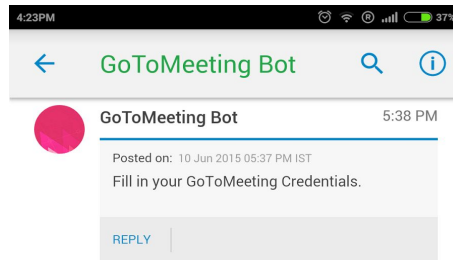 4:23PM ® 37%
GoToMeeting Bot
GoToMeeting Bot 5:38 PM
Posted on: 10 Jun 2015 05:37 PM IST
Fill in your GoToMeeting Credentials.
REPLY